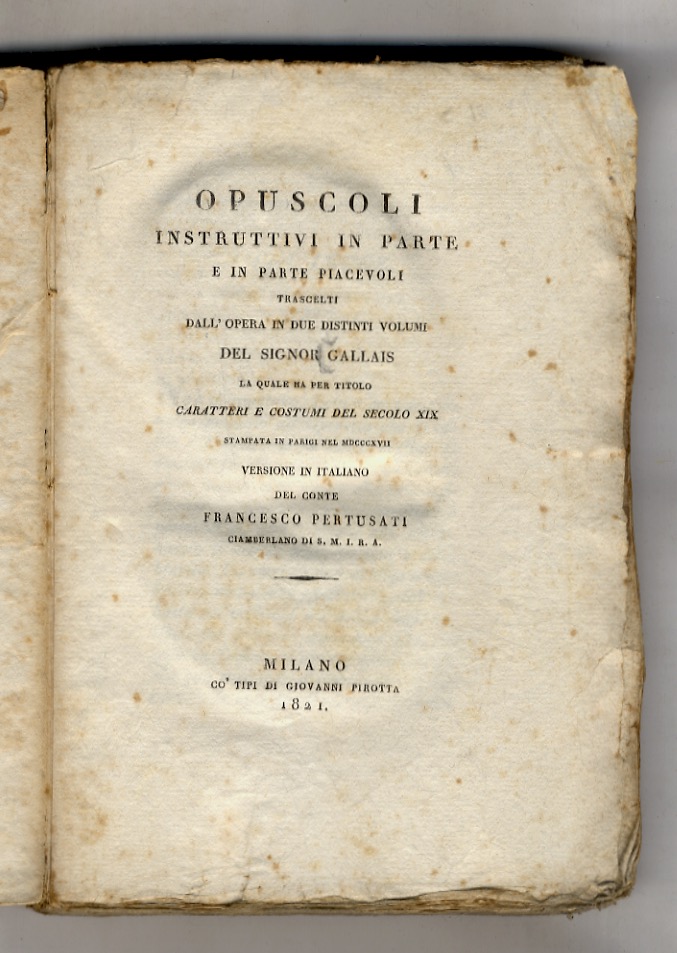 OPUSCOLI
INSTRUTTIVI IN PARTE
E IN PARTE PIACEVOLI
TRASCELTI
DALL' OPERA IN DUE DISTINTI VOLUMI
DEL SIGNOR GALLAIS
LA QUALE HA PER TITOLO
CARATTERI E COSTUMI DEL SECOLO XIX
STAMPATA IN PARIGI NEL MDCCCXVII
VERSIONE IN ITALIANO
DEL CONTE
FRANCESCO PERTUSATI
CIAMBERLANO DI S. M. I. R. A.
MILANO
CO' TIPI DI GIOVANNI PIROTTA
1821.